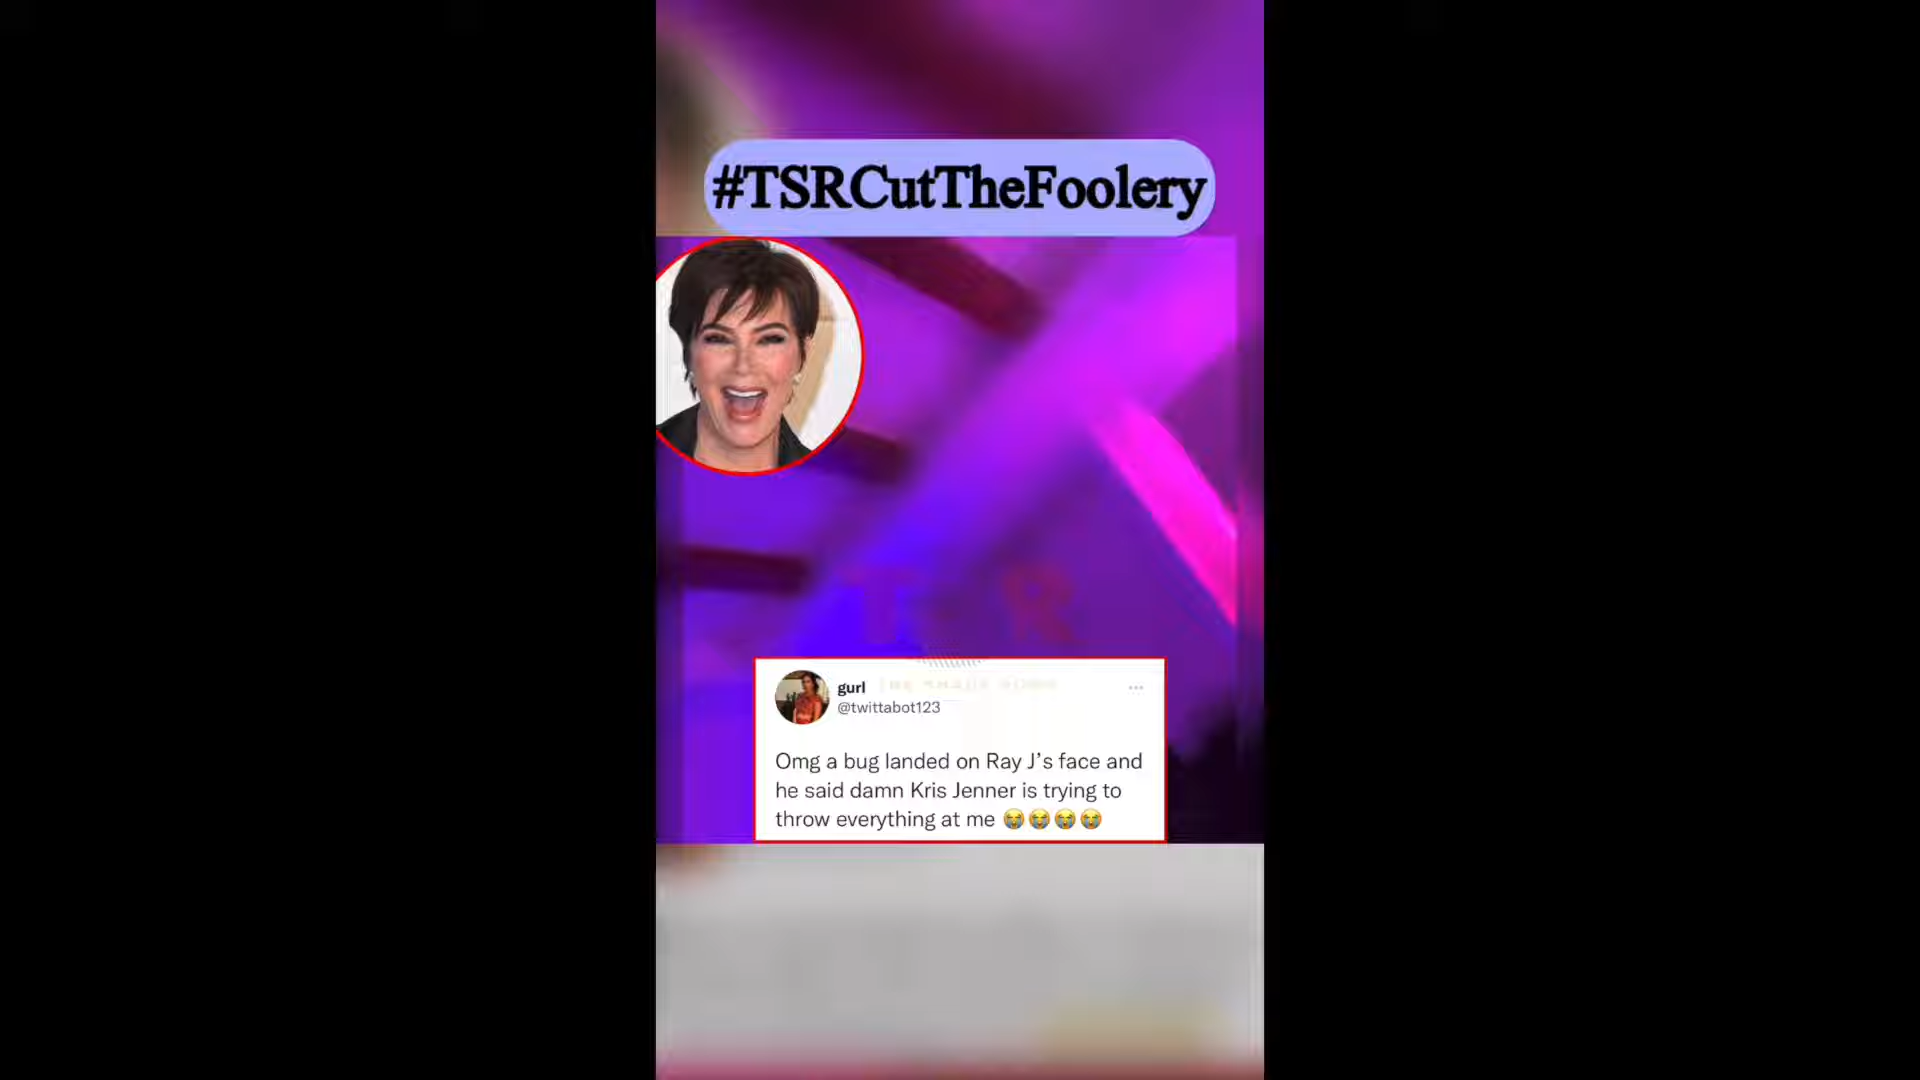 #TSRCutTheFoolery
T R
gurl
@twittabot123
Omg a bug landed on Ray J’s face and
he said damn Kris Jenner is trying to
throw everything at me 😭😭😭😭